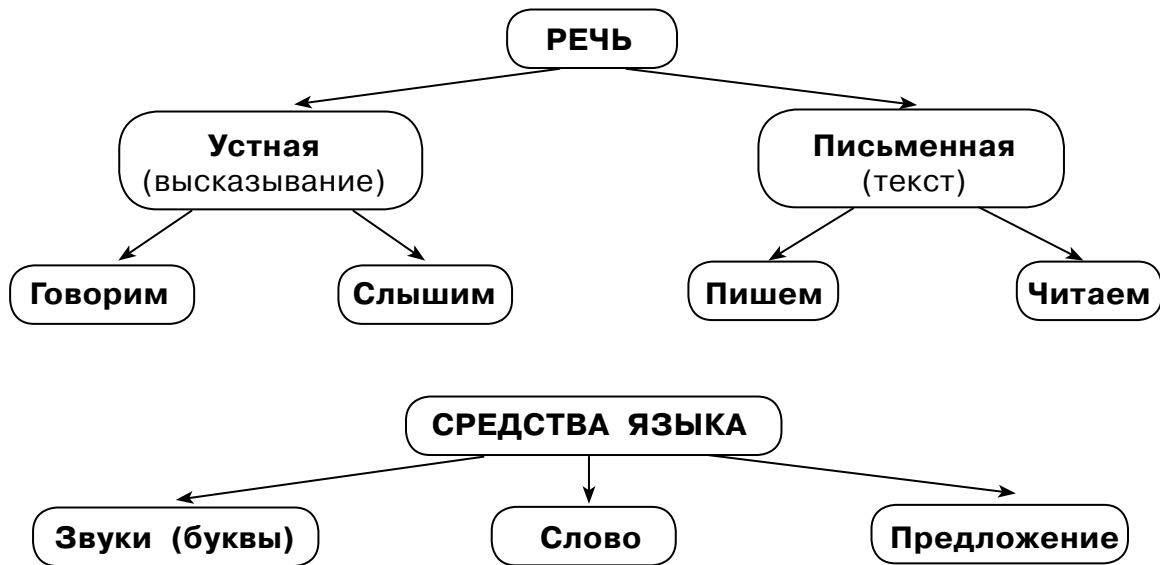 РЕЧЬ
Устная
(высказывание)
Письменная
(текст)
Говорим
Слышим
Пишем
Читаем
СРЕДСТВА ЯЗЫКА
Звуки (буквы)
Слово
Предложение